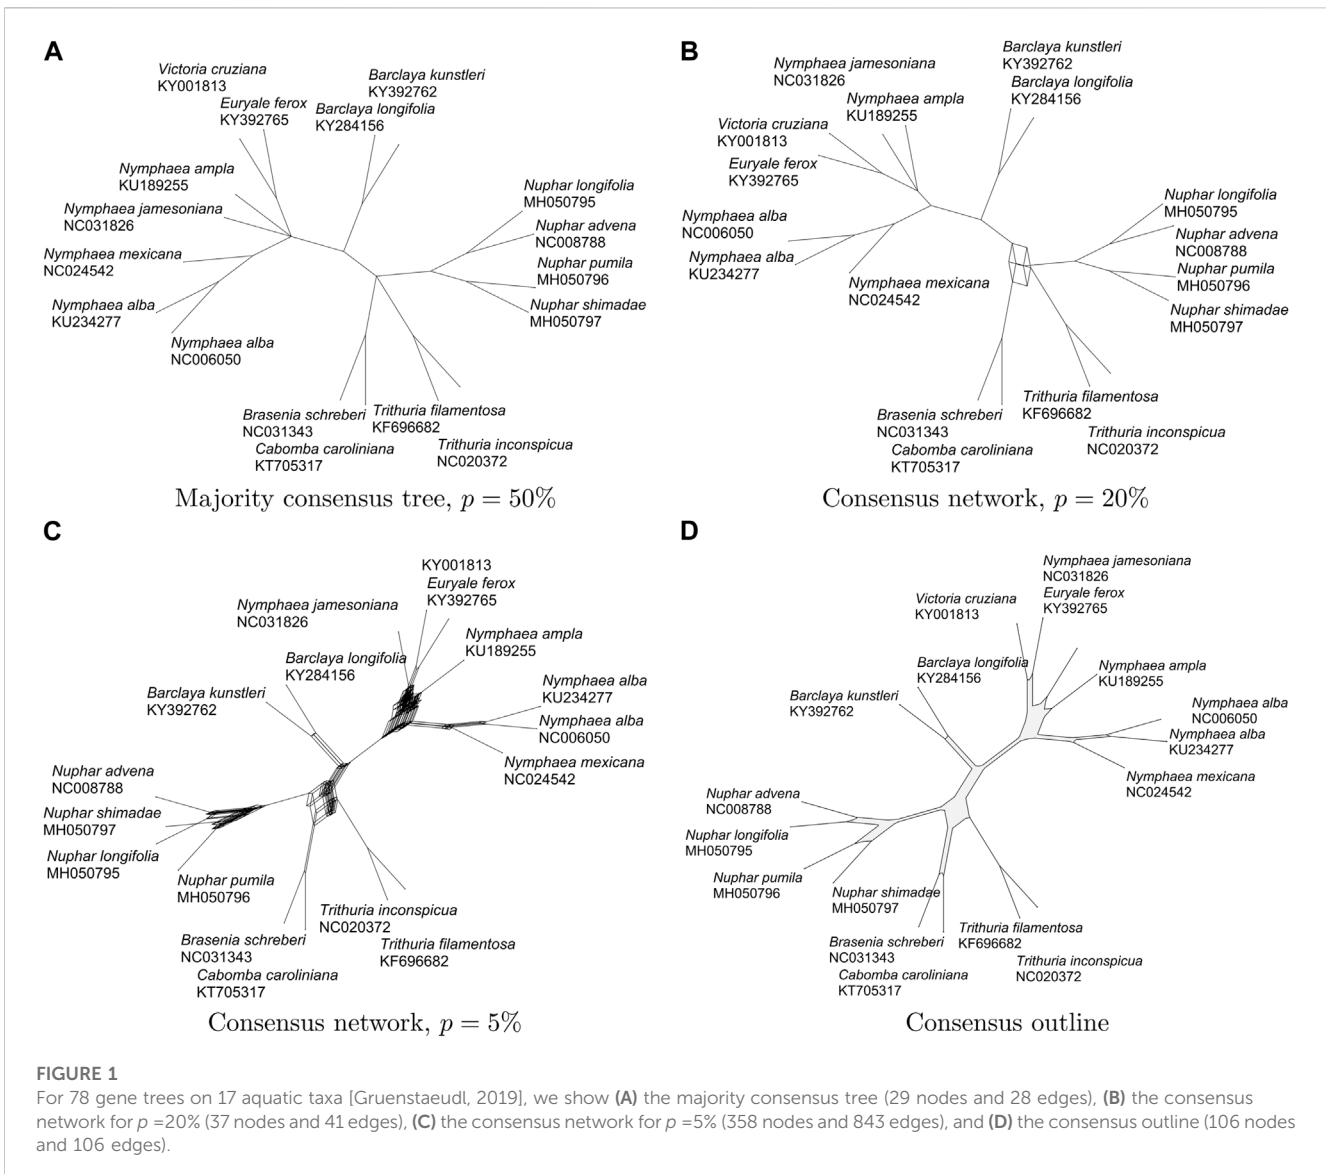 A
Victoria cruziana
KY001813
Euryale ferox
KY392765
Barclaya kunstleri
KY392762
Barclaya longifolia
KY284156
Nymphaea ampla
KU189255
Nymphaea jamesoniana
NC031826
Nymphaea mexicana
NC024542
Nymphaea alba
KU234277
Nymphaea alba
NC006050
Nuphar longifolia
MH050795
Nuphar advena
NC008788
Nuphar pumila
MH050796
Nuphar shimadae
MH050797
Brasenia schreberi
NC031343
Cabomba caroliniana
KT705317
Trithuria filamentosa
KF696682
Trithuria inconspicua
NC020372
Majority consensus tree, p = 50%
B
Barclaya kunstleri
KY392762
Barclaya longifolia
KY284156
Nymphaea jamesoniana
NC031826
Nymphaea ampla
KU189255
Victoria cruziana
KY001813
Euryale ferox
KY392765
Nymphaea alba
NC006050
Nymphaea alba
KU234277
Nymphaea mexicana
NC024542
Nuphar longifolia
MH050795
Nuphar advena
NC008788
Nuphar pumila
MH050796
Nuphar shimadae
MH050797
Brasenia schreberi
NC031343
Cabomba caroliniana
KT705317
Trithuria filamentosa
KF696682
Trithuria inconspicua
NC020372
Consensus network, p = 20%
C
KY001813
Euryale ferox
KY392765
Nymphaea jamesoniana
NC031826
Nymphaea ampla
KU189255
Barclaya longifolia
KY284156
Barclaya kunstleri
KY392762
Nymphaea alba
KU234277
Nymphaea alba
NC006050
Nymphaea mexicana
NC024542
Nuphar advena
NC008788
Nuphar shimadae
MH050797
Nuphar longifolia
MH050795
Nuphar pumila
MH050796
Trithuria inconspicua
NC020372
Trithuria filamentosa
KF696682
Brasenia schreberi
NC031343
Cabomba caroliniana
KT705317
Consensus network, p = 5%
D
Nymphaea jamesoniana
NC031826
Euryale ferox
KY392765
Victoria cruziana
KY001813
Barclaya longifolia
KY284156
Barclaya kunstleri
KY392762
Nymphaea ampla
KU189255
Nymphaea alba
NC006050
Nymphaea alba
KU234277
Nymphaea mexicana
NC024542
Nuphar advena
NC008788
Nuphar longifolia
MH050795
Nuphar pumila
MH050796
Nuphar shimadae
MH050797
Brasenia schreberi
NC031343
Cabomba caroliniana
KT705317
Trithuria filamentosa
KF696682
Trithuria inconspicua
NC020372
Consensus outline
FIGURE 1
For 78 gene trees on 17 aquatic taxa [Gruenstaeudl, 2019], we show (A) the majority consensus tree (29 nodes and 28 edges), (B) the consensus
network for p =20% (37 nodes and 41 edges), (C) the consensus network for p =5% (358 nodes and 843 edges), and (D) the consensus outline (106 nodes
and 106 edges).